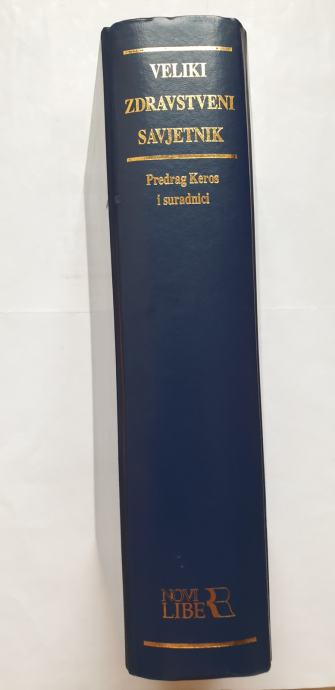 VELIKI
ZDRAVSTVENI
SAVJETNIK
Predrag Keros
i suradnici
NOVI
LIBER